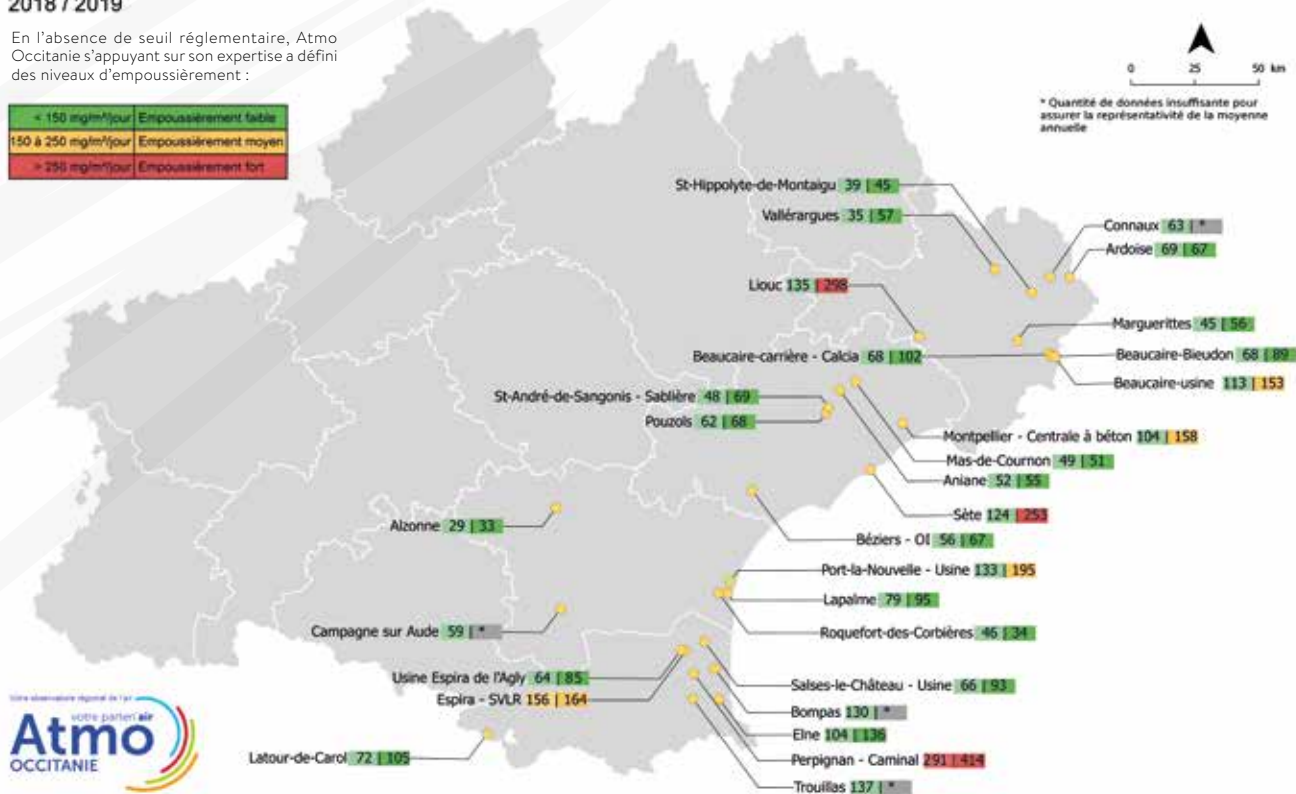 2018 / 2019
En l'absence de seuil réglementaire, Atmo
Occitanie s'appuyant sur son expertise a défini
des niveaux d'empoussièrement :
< 150 mg/m²/jour Empoussièrement faible
150 à 250 mg/m²/jour Empoussièrement moyen
> 250 mg/m²/jour Empoussièrement fort
0 25 50 km
* Quantité de données insuffisante pour
assurer la représentativité de la moyenne
annuelle
St-Hippolyte-de-Montaigu 39 | 45
Vallérargues 35 | 57
Connaux 63 | *
Ardoise 69 | 67
Liouc 135 | 298
Marguerittes 45 | 56
Beaucaire-carrière - Calcia 68 | 102
Beaucaire-Bieudon 68 | 89
Beaucaire-usine 113 | 153
St-André-de-Sangonis - Sablière 48 | 69
Pouzols 62 | 68
Montpellier - Centrale à béton 104 | 158
Mas-de-Cournon 49 | 51
Aniane 52 | 55
Sète 124 | 253
Alzonne 29 | 33
Béziers - OI 56 | 67
Port-la-Nouvelle - Usine 133 | 195
Lapalme 79 | 95
Campagne sur Aude 59 | *
Roquefort-des-Corbières 46 | 34
Usine Espira de l'Agly 64 | 85
Salses-le-Château - Usine 66 | 93
Espira - SVLR 156 | 164
Bompas 130 | *
Elne 104 | 136
Latour-de-Carol 72 | 105
Perpignan - Caminal 291 | 414
Trouillas 137 | *
Votre observatoire régional de l'air
votre parten'air
Atmo
OCCITANIE